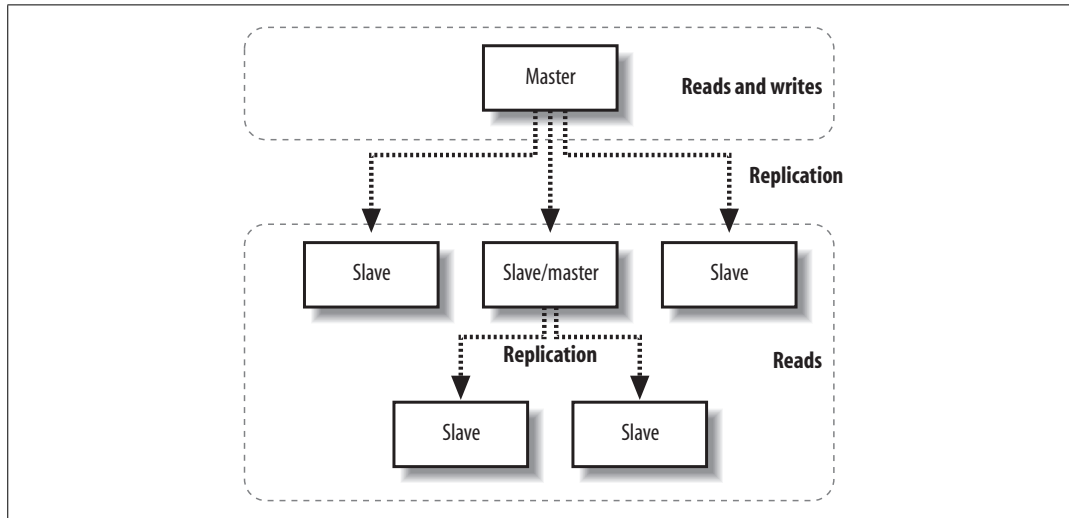 Master
Reads and writes
Replication
Slave
Slave/master
Slave
Replication
Reads
Slave
Slave